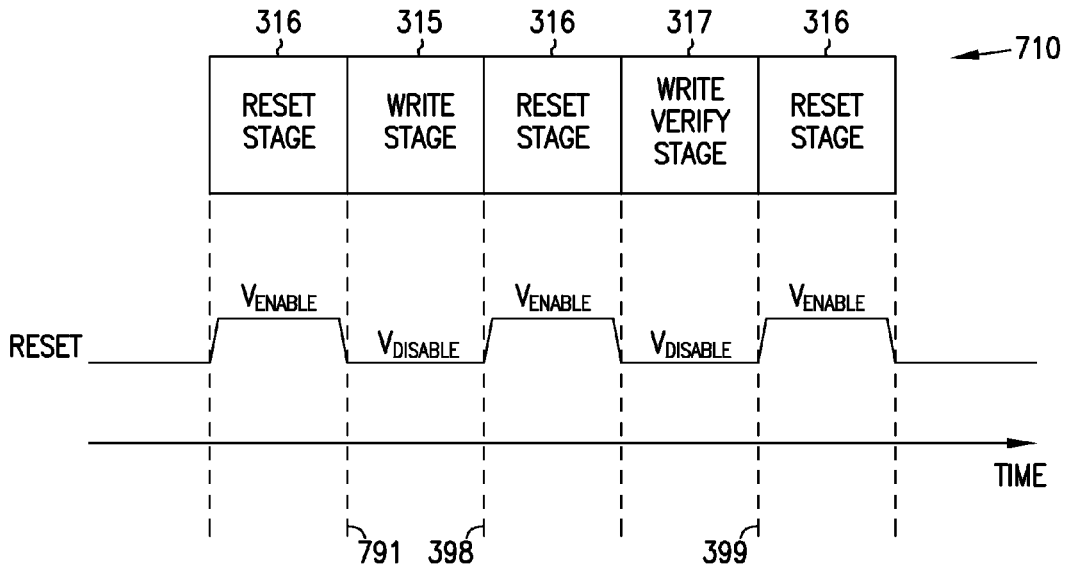 316 315 316 317 316
710
RESET STAGE
WRITE STAGE
RESET STAGE
WRITE VERIFY STAGE
RESET STAGE
VENABLE VENABLE VENABLE
RESET VDISABLE VDISABLE
TIME
791 398 399